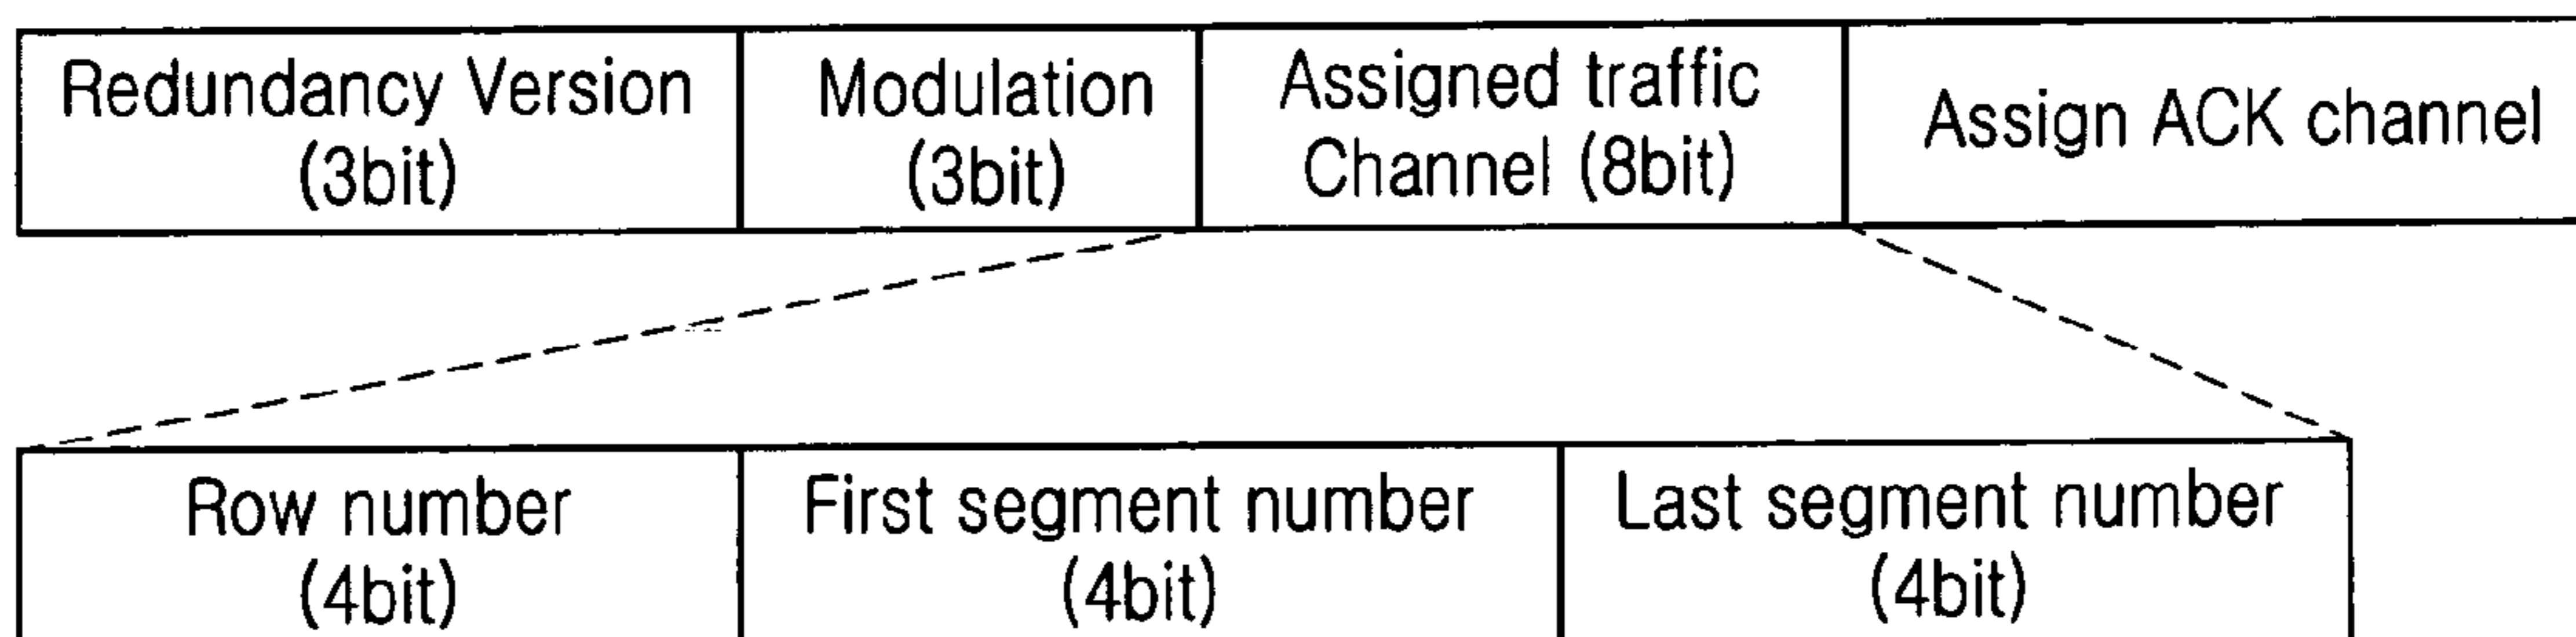 Redundancy Version
(3bit)
Modulation
(3bit)
Assigned traffic
Channel (8bit)
Assign ACK channel
Row number
(4bit)
First segment number
(4bit)
Last segment number
(4bit)